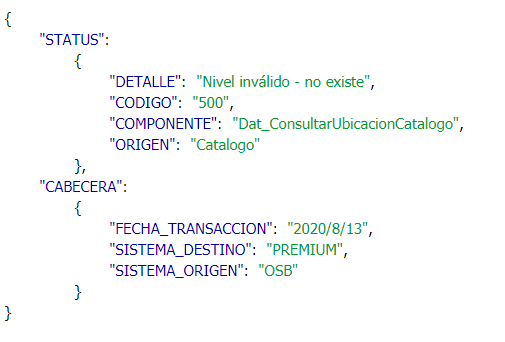 {
"STATUS":
{
"DETALLE": "Nivel inválido - no existe",
"CODIGO": "500",
"COMPONENTE": "Dat_ConsultarUbicacionCatalogo",
"ORIGEN": "Catalogo"
},
"CABECERA":
{
"FECHA_TRANSACCION": "2020/8/13",
"SISTEMA_DESTINO": "PREMIUM",
"SISTEMA_ORIGEN": "OSB"
}
}